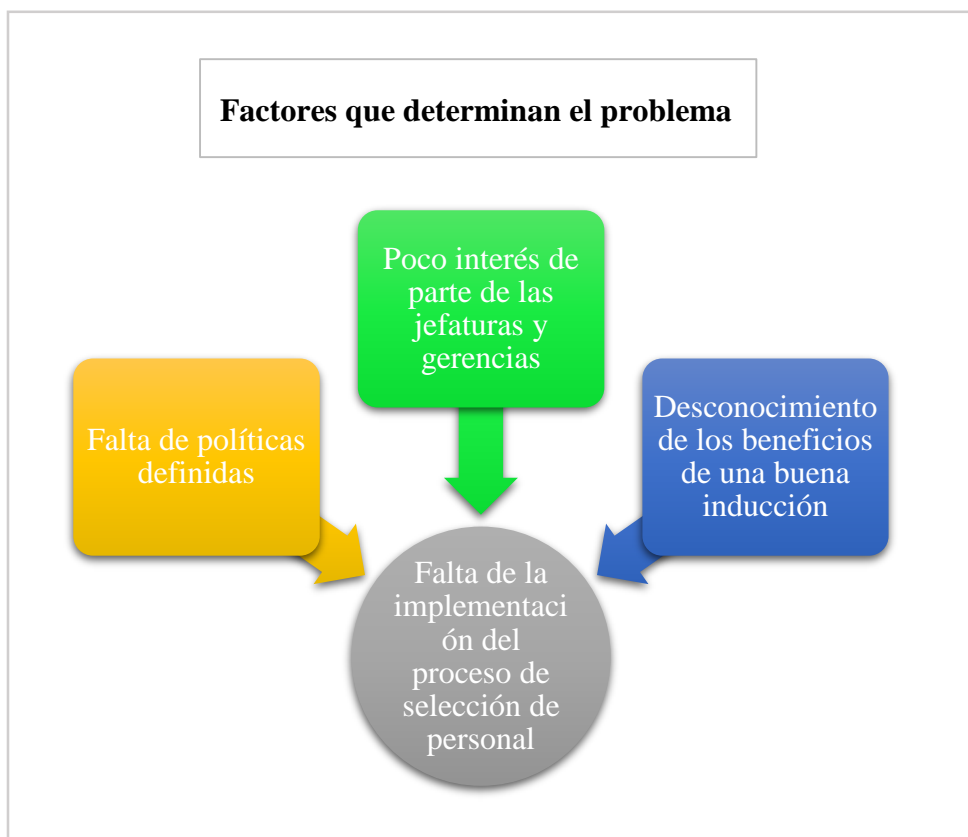 Factores que determinan el problema
Poco interés de
parte de las
jefaturas y
gerencias
Falta de políticas
definidas
Desconocimiento
de los beneficios
de una buena
inducción
Falta de la
implementaci
ón del
proceso de
selección de
personal